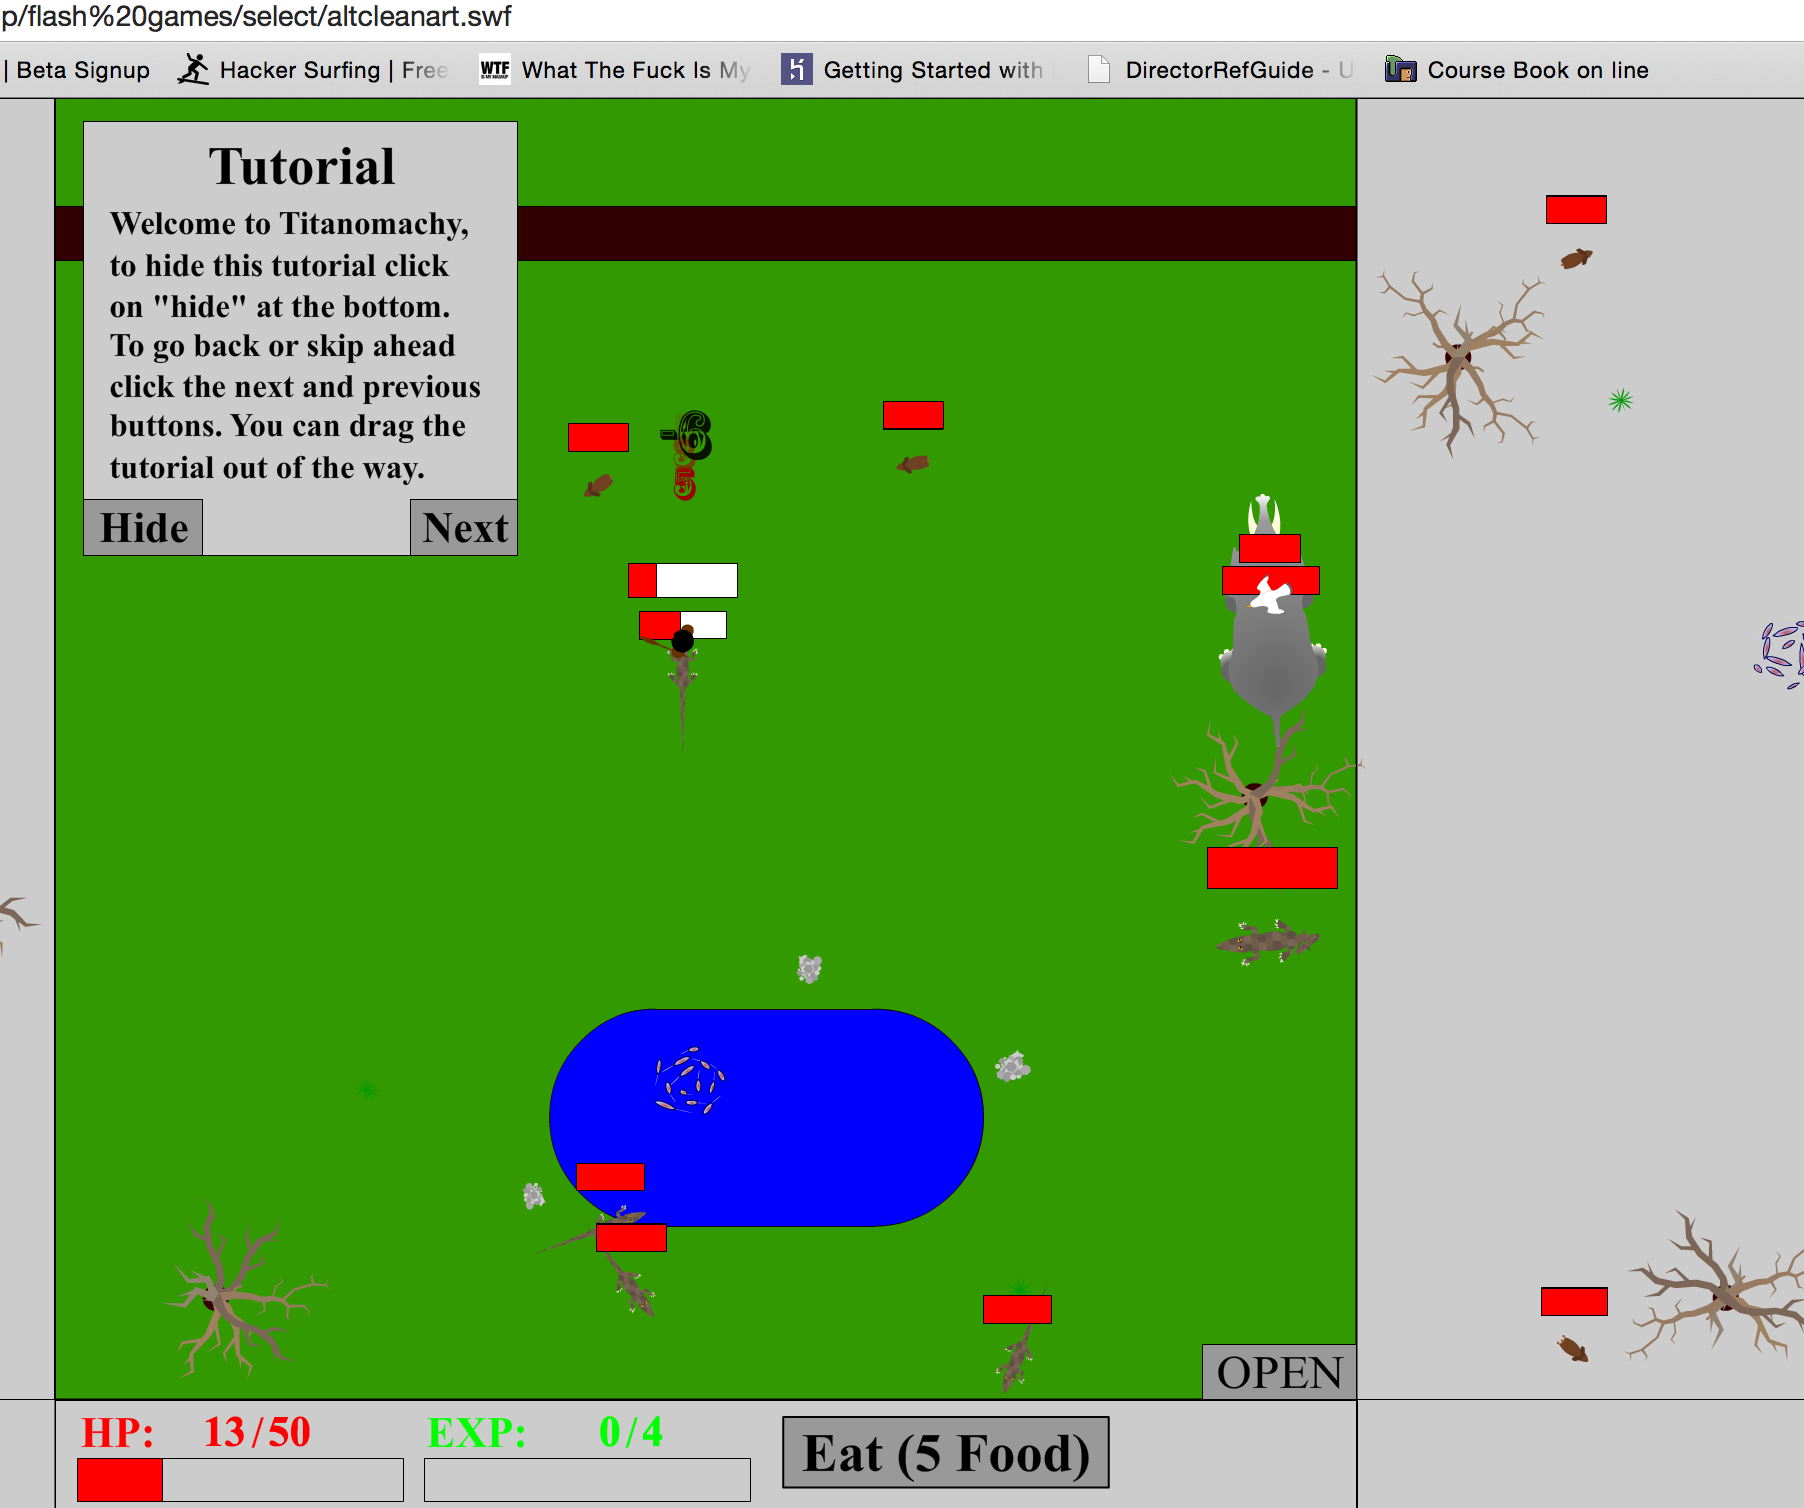 p/flash%20games/select/altcleanart.swf
| Beta Signup
Hacker Surfing | Free
WTF
What The Fuck Is My
Getting Started with
DirectorRefGuide - U
Course Book on line
Tutorial
Welcome to Titanomachy,
to hide this tutorial click
on "hide" at the bottom.
To go back or skip ahead
click the next and previous
buttons. You can drag the
tutorial out of the way.
Hide
Next
-6
OPEN
HP: 13/50
EXP: 0/4
Eat (5 Food)